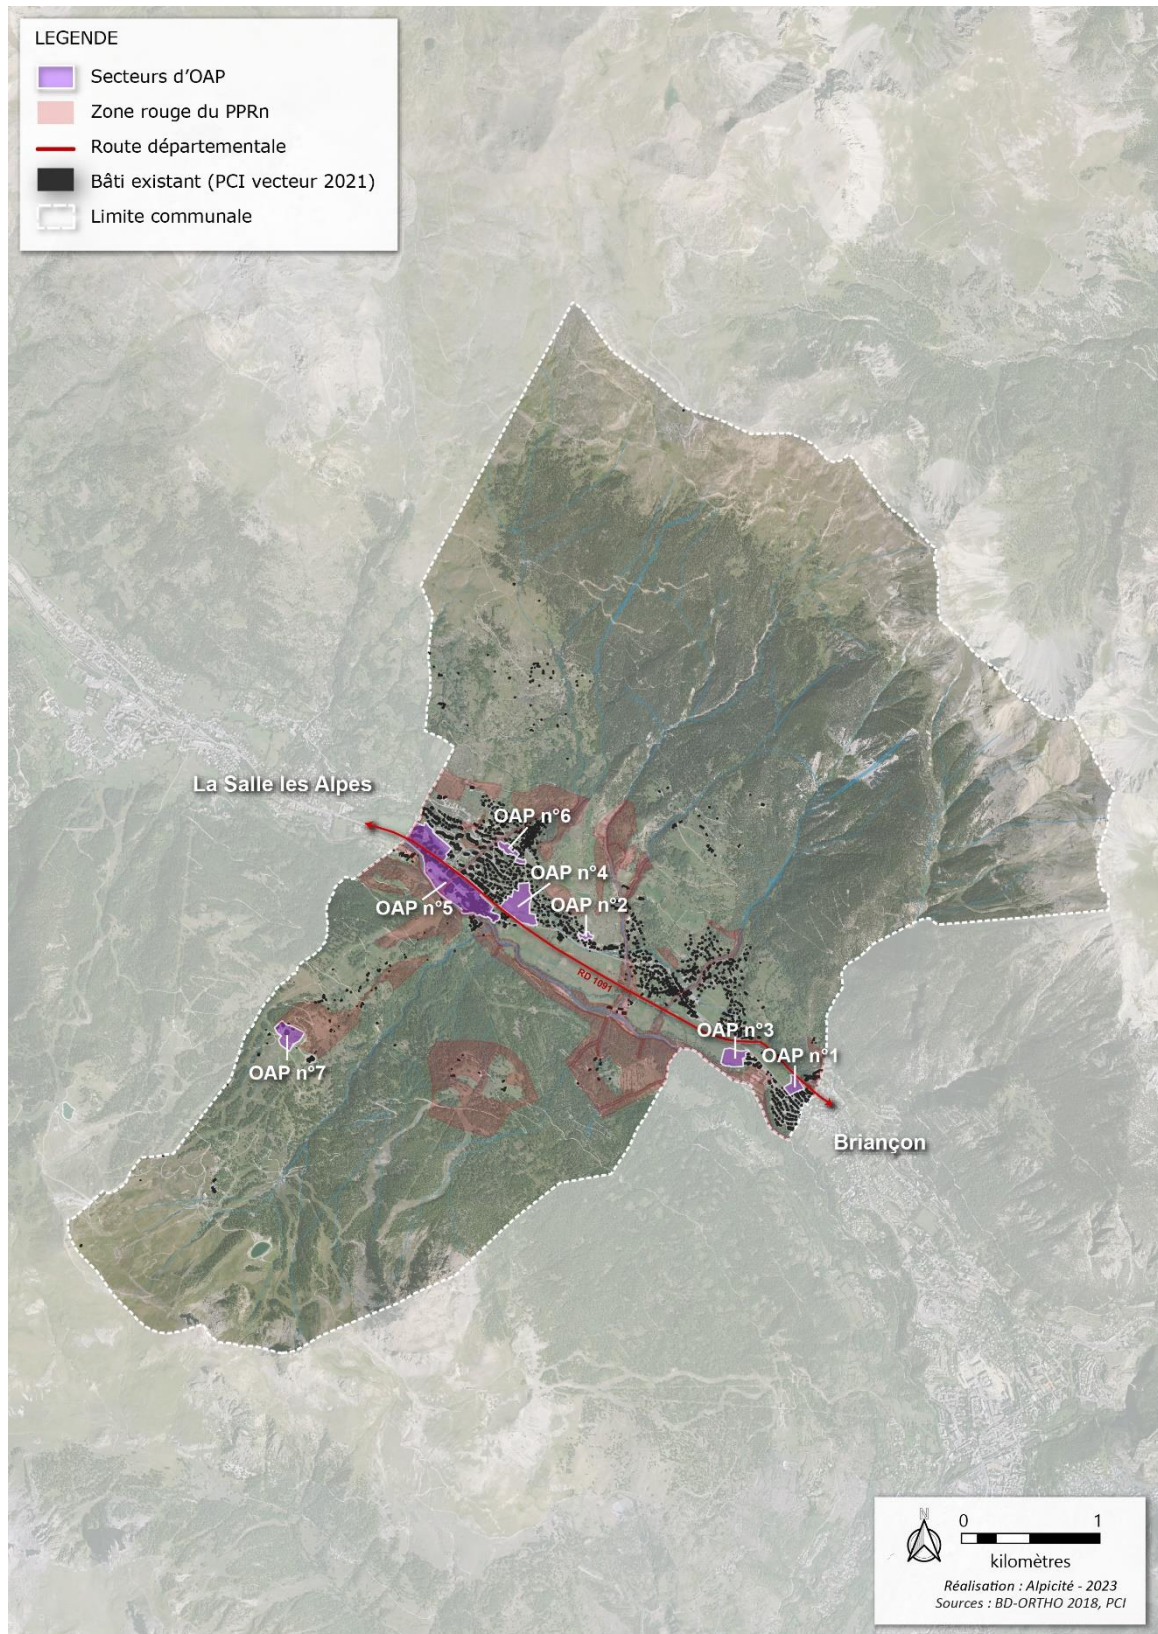 LEGENDE
Secteurs d'OAP
Zone rouge du PPRn
Route départementale
Bâti existant (PCI vecteur 2021)
Limite communale
La Salle les Alpes
OAP n°6
OAP n°4
OAP n°5
OAP n°2
RD 1091
OAP n°3
OAP n°1
OAP n°7
Briançon
N
0 1
kilomètres
Réalisation : Alpicité - 2023
Sources : BD-ORTHO 2018, PCI